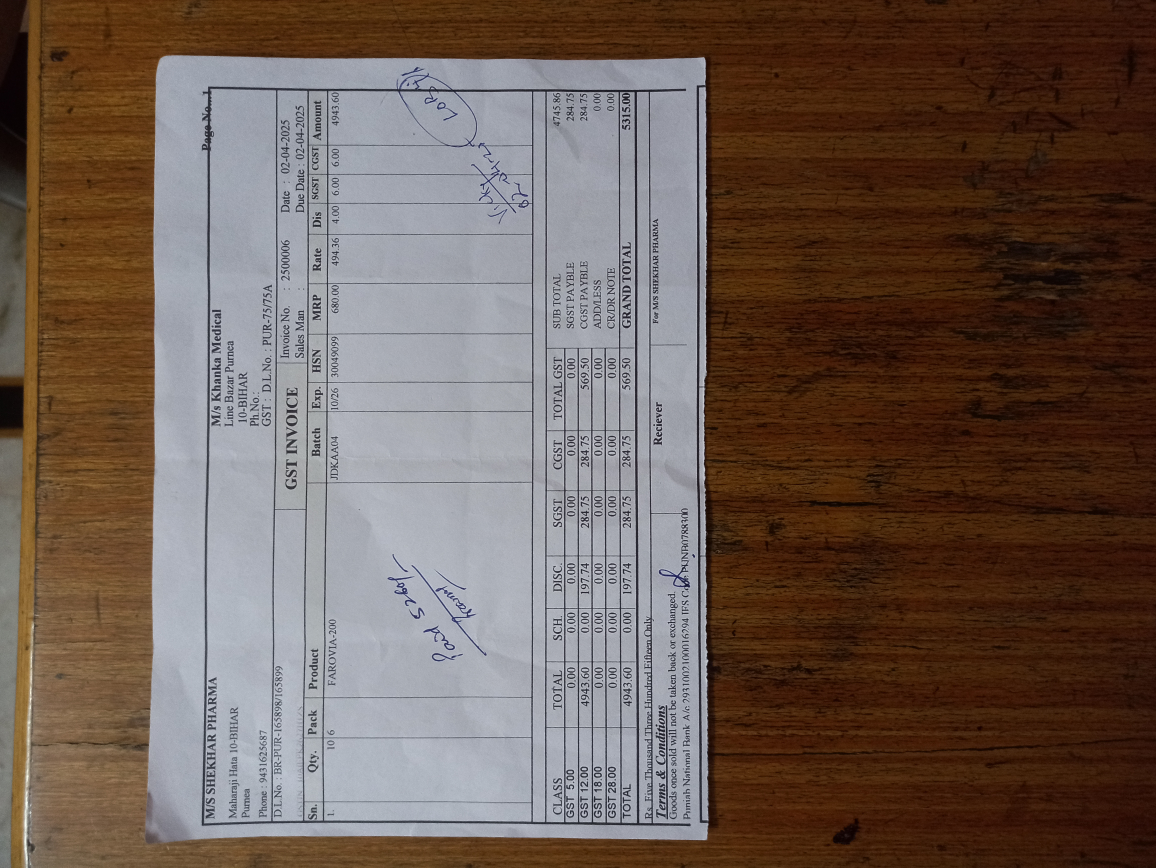 Page No..1
M/S SHEKHAR PHARMA
Maharaji Hata 10-BIHAR
Purnea
Phone : 9431625687
D.L.No. : BR-PUR-165898/165899
M/s Khanka Medical
Line Bazar Purnea
10-BIHAR
Ph.No.:
GST : D.L.No. : PUR-75/75A
GST INVOICE
Invoice No. : 2500006 Date : 02-04-2025
Sales Man : Due Date : 02-04-2025
Sn. Qty. Pack Product Batch Exp. HSN MRP Rate Dis SGST CGST Amount
1. 10 6 FAROVIA-200 JDKAA04 10/26 30049099 680.00 494.36 4.00 6.00 6.00 4943.60
CLASS TOTAL SCH. DISC. SGST CGST TOTAL GST
GST 5.00 0.00 0.00 0.00 0.00 0.00 0.00
GST 12.00 4943.60 0.00 197.74 284.75 284.75 569.50
GST 18.00 0.00 0.00 0.00 0.00 0.00 0.00
GST 28.00 0.00 0.00 0.00 0.00 0.00 0.00
TOTAL 4943.60 0.00 197.74 284.75 284.75 569.50
SUB TOTAL 4745.86
SGST PAYBLE 284.75
CGST PAYBLE 284.75
ADD/LESS 0.00
CR/DR NOTE 0.00
GRAND TOTAL 5315.00
Rs. Five Thousand Three Hundred Fifteen Only
Terms & Conditions
Goods once sold will not be taken back or exchanged.
Punjab National Bank A/c 2931002100016294 IFS Code PUNB0788300
Reciever
For M/S SHEKHAR PHARMA